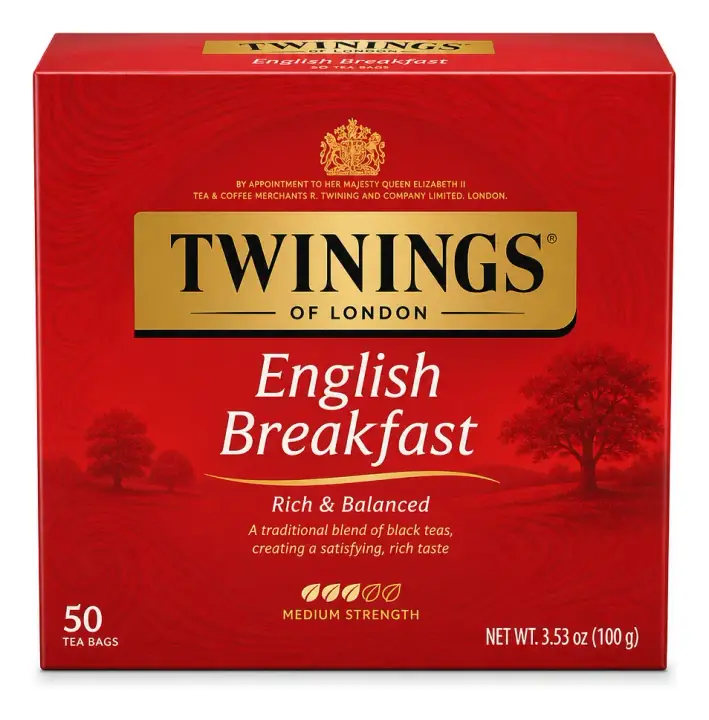 TWININGS
OF LONDON
English Breakfast
50 TEA BAGS
BY APPOINTMENT TO HER MAJESTY QUEEN ELIZABETH II
TEA & COFFEE MERCHANTS R. TWINING AND COMPANY LIMITED. LONDON.
TWININGS®
OF LONDON
English
Breakfast
Rich & Balanced
A traditional blend of black teas,
creating a satisfying, rich taste
MEDIUM STRENGTH
50
TEA BAGS
NET WT. 3.53 oz (100 g)